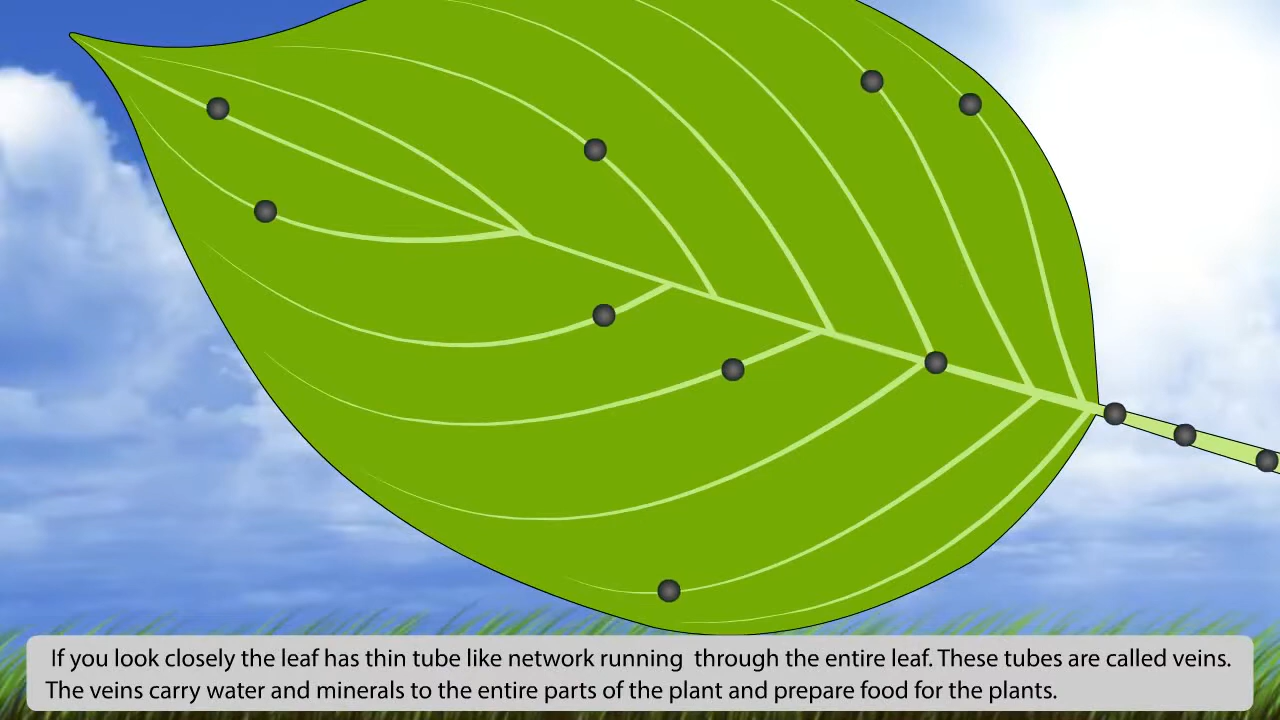 If you look closely the leaf has thin tube like network running  through the entire leaf. These tubes are called veins.
The veins carry water and minerals to the entire parts of the plant and prepare food for the plants.